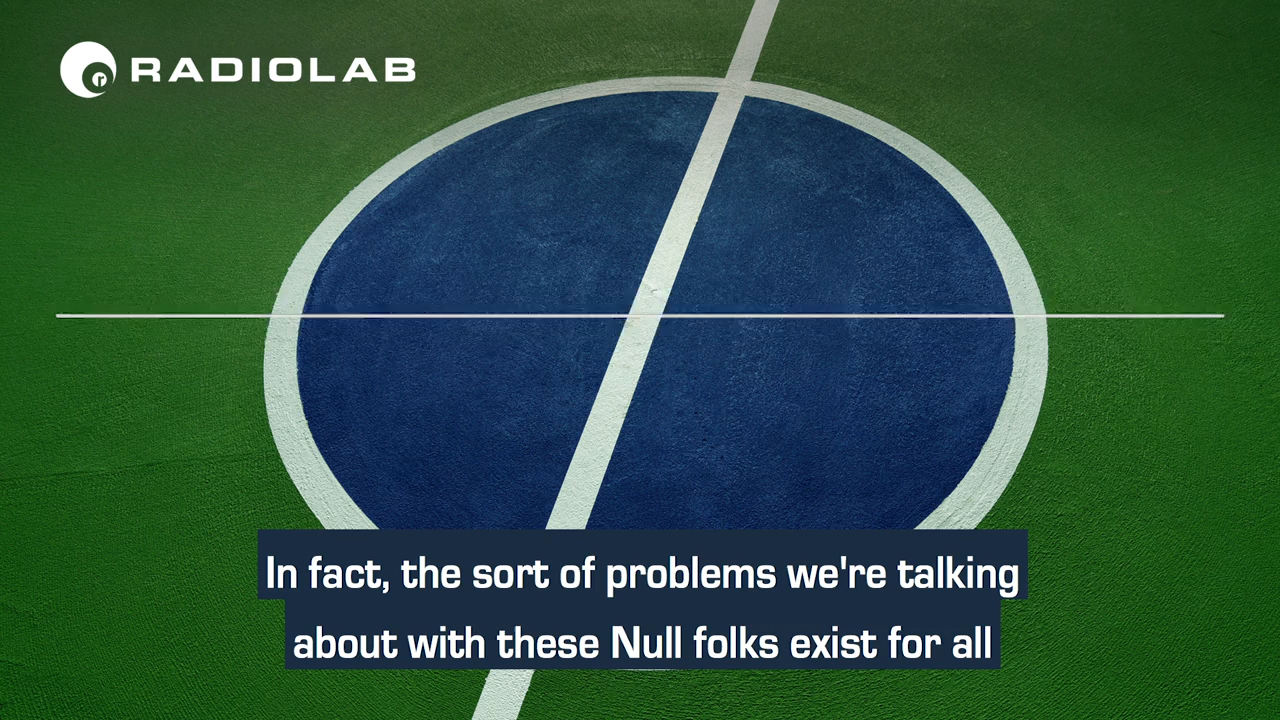 RADIOLAB
In fact, the sort of problems we're talking
about with these Null folks exist for all